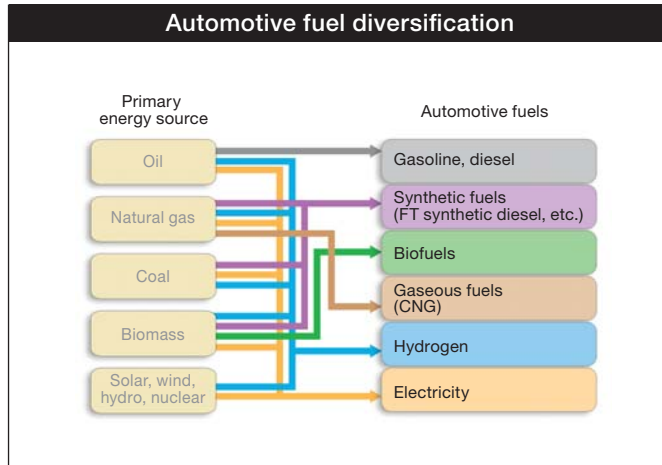 Automotive fuel diversification
Primary
energy source
Automotive fuels
Oil
Gasoline, diesel
Natural gas
Synthetic fuels
(FT synthetic diesel, etc.)
Coal
Biofuels
Gaseous fuels
(CNG)
Biomass
Hydrogen
Solar, wind,
hydro, nuclear
Electricity